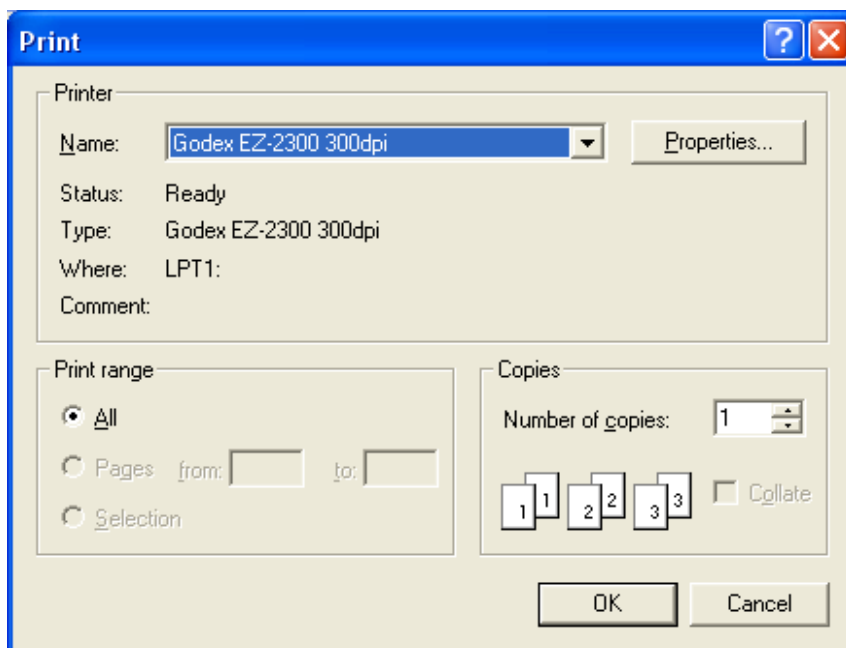 Print
Printer
Name: Godex EZ-2300 300dpi Properties...
Status: Ready
Type: Godex EZ-2300 300dpi
Where: LPT1:
Comment:
Print range
All
Pages from: to:
Selection
Copies
Number of copies: 1
1 1 2 2 3 3 Collate
OK Cancel